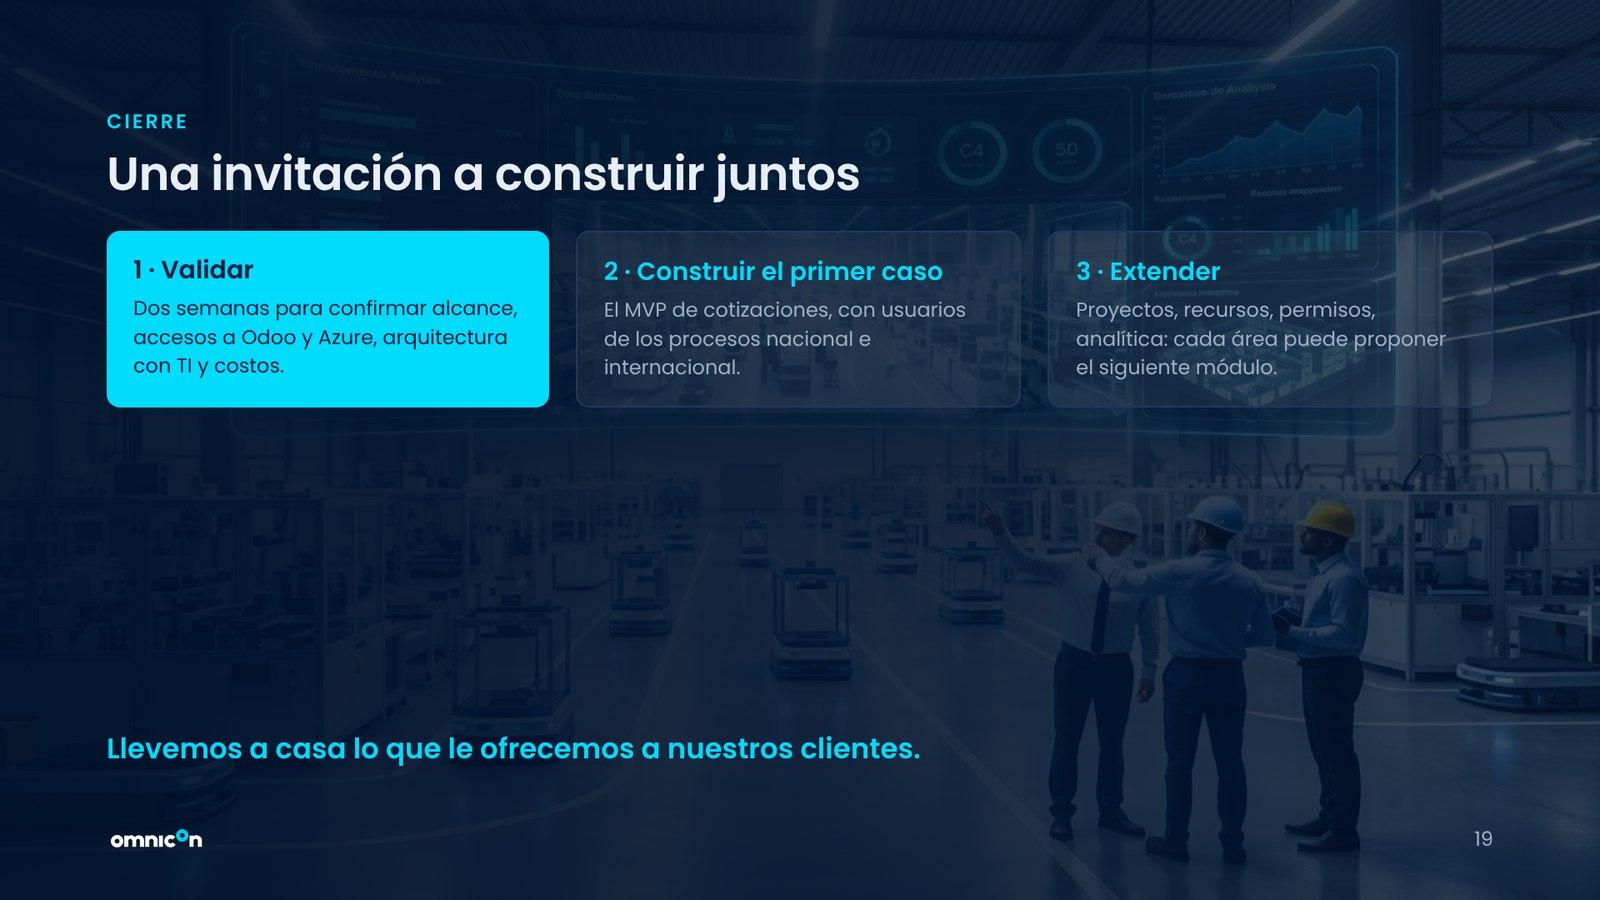 CIERRE
Una invitación a construir juntos
1 · Validar
Dos semanas para confirmar alcance,
accesos a Odoo y Azure, arquitectura
con TI y costos.
2 · Construir el primer caso
El MVP de cotizaciones, con usuarios
de los procesos nacional e
internacional.
3 · Extender
Proyectos, recursos, permisos,
analítica: cada área puede proponer
el siguiente módulo.
Llevemos a casa lo que le ofrecemos a nuestros clientes.
omnicon
19
C4
50
C4